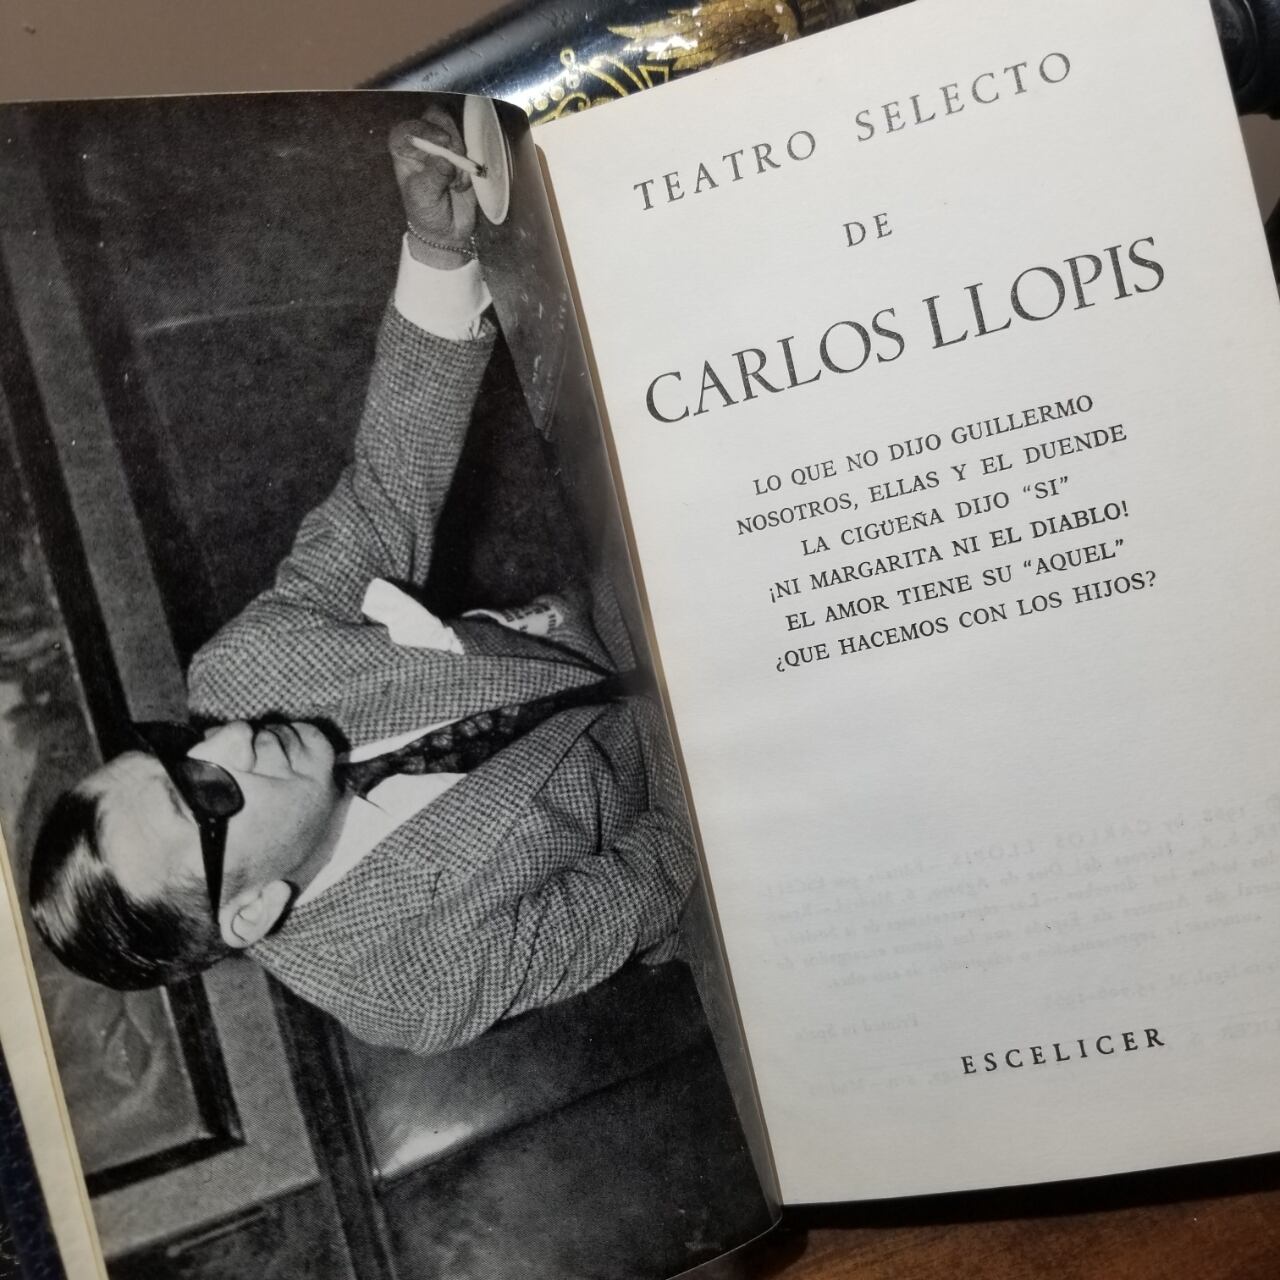 TEATRO SELECTO
DE
CARLOS LLOPIS
LO QUE NO DIJO GUILLERMO
NOSOTROS, ELLAS Y EL DUENDE
LA CIGÜEÑA DIJO “SI”
¡NI MARGARITA NI EL DIABLO!
EL AMOR TIENE SU “AQUEL”
¿QUE HACEMOS CON LOS HIJOS?
ESCELICER